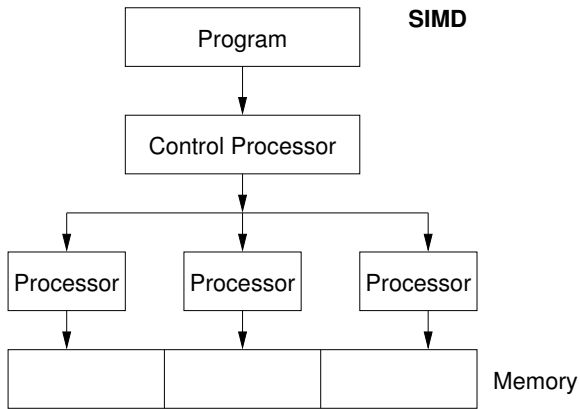 SIMD
Program
Control Processor
Processor
Processor
Processor
Memory